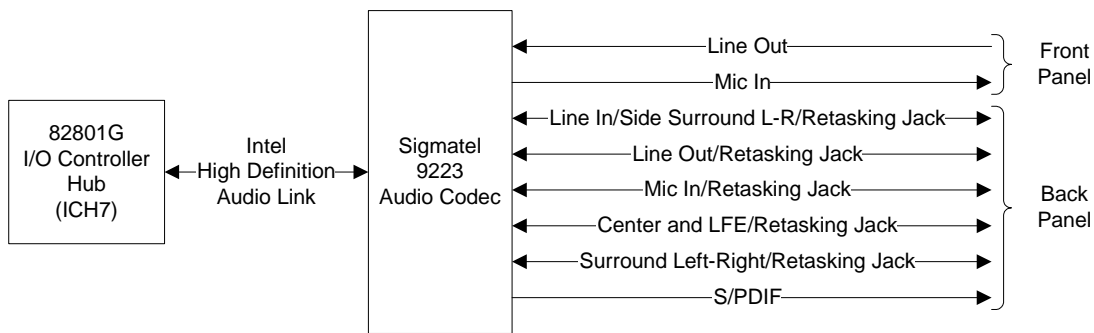 82801G
I/O Controller
Hub
(ICH7)
Intel
High Definition
Audio Link
Sigmatel
9223
Audio Codec
Line Out
Mic In
Front
Panel
Line In/Side Surround L-R/Retasking Jack
Line Out/Retasking Jack
Mic In/Retasking Jack
Center and LFE/Retasking Jack
Surround Left-Right/Retasking Jack
S/PDIF
Back
Panel